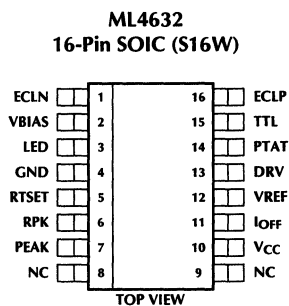 ML4632
16-Pin SOIC (S16W)
ECLN 1 16 ECLP
VBIAS 2 15 TTL
LED 3 14 PTAT
GND 4 13 DRV
RTSET 5 12 VREF
RPK 6 11 IOFF
PEAK 7 10 VCC
NC 8 9 NC
TOP VIEW